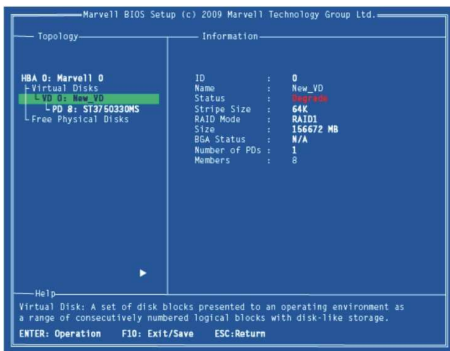 Marvell BIOS Setup (c) 2009 Marvell Technology Group Ltd.
Topology
HBA 0: Marvell 0
Virtual Disks
VD 0: New_VD
PD 8: ST3750330MS
Free Physical Disks
Information
ID : 0
Name : New_VD
Status : Degrade
Stripe Size : 64K
RAID Mode : RAID1
Size : 156672 MB
BGA Status : N/A
Number of PDs : 1
Members : 8
Help
Virtual Disk: A set of disk blocks presented to an operating environment as
a range of consecutively numbered logical blocks with disk-like storage.
ENTER: Operation F10: Exit/Save ESC:Return